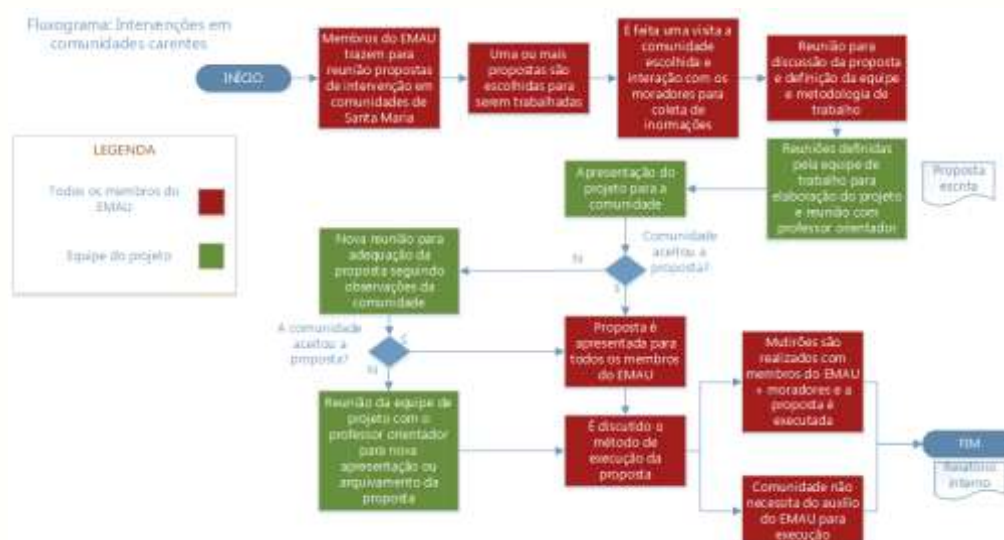 Fluxograma: Intervenções em
comunidades carentes
INÍCIO
Membros do EMAU
trazem para
reunião propostas
de intervenção em
comunidades de
Santa Maria
Uma ou mais
propostas são
escolhidas para
serem trabalhadas
É feita uma visita a
comunidade
escolhida e
interação com os
moradores para
coleta de
inormações
Reunião para
discussão da proposta
e definição da equipe
e metodologia de
trabalho
LEGENDA
Todos os membros do
EMAU
Equipe do projeto
Reuniões definidas
pela equipe de
trabalho para
elaboração do projeto
e reunião com
professor orientador
Proposta
escrita
Apresentação do
projeto para a
comunidade
Comunidade
aceitou a
proposta?
N
S
Nova reunião para
adequação da
proposta seguindo
observações da
comunidade
A comunidade
aceitou a
proposta?
S
N
Proposta é
apresentada para
todos os membros
do EMAU
Reunião da equipe de
projeto com o
professor orientador
para nova
apresentação ou
arquivamento da
proposta
É discutido o
método de
execução da
proposta
Mutirões são
realizados com
membros do EMAU
+ moradores e a
proposta é
executada
Comunidade não
necessita do auxílio
do EMAU para
execução
FIM
Relatório
interno